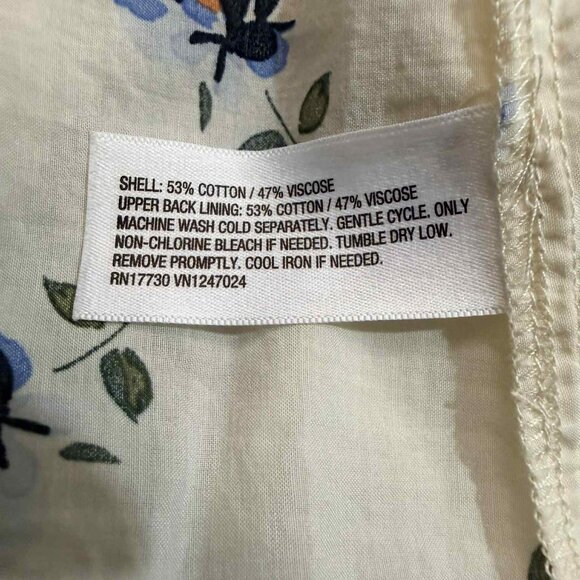 SHELL: 53% COTTON / 47% VISCOSE
UPPER BACK LINING: 53% COTTON / 47% VISCOSE
MACHINE WASH COLD SEPARATELY. GENTLE CYCLE. ONLY
NON-CHLORINE BLEACH IF NEEDED. TUMBLE DRY LOW.
REMOVE PROMPTLY. COOL IRON IF NEEDED.
RN17730 VN1247024